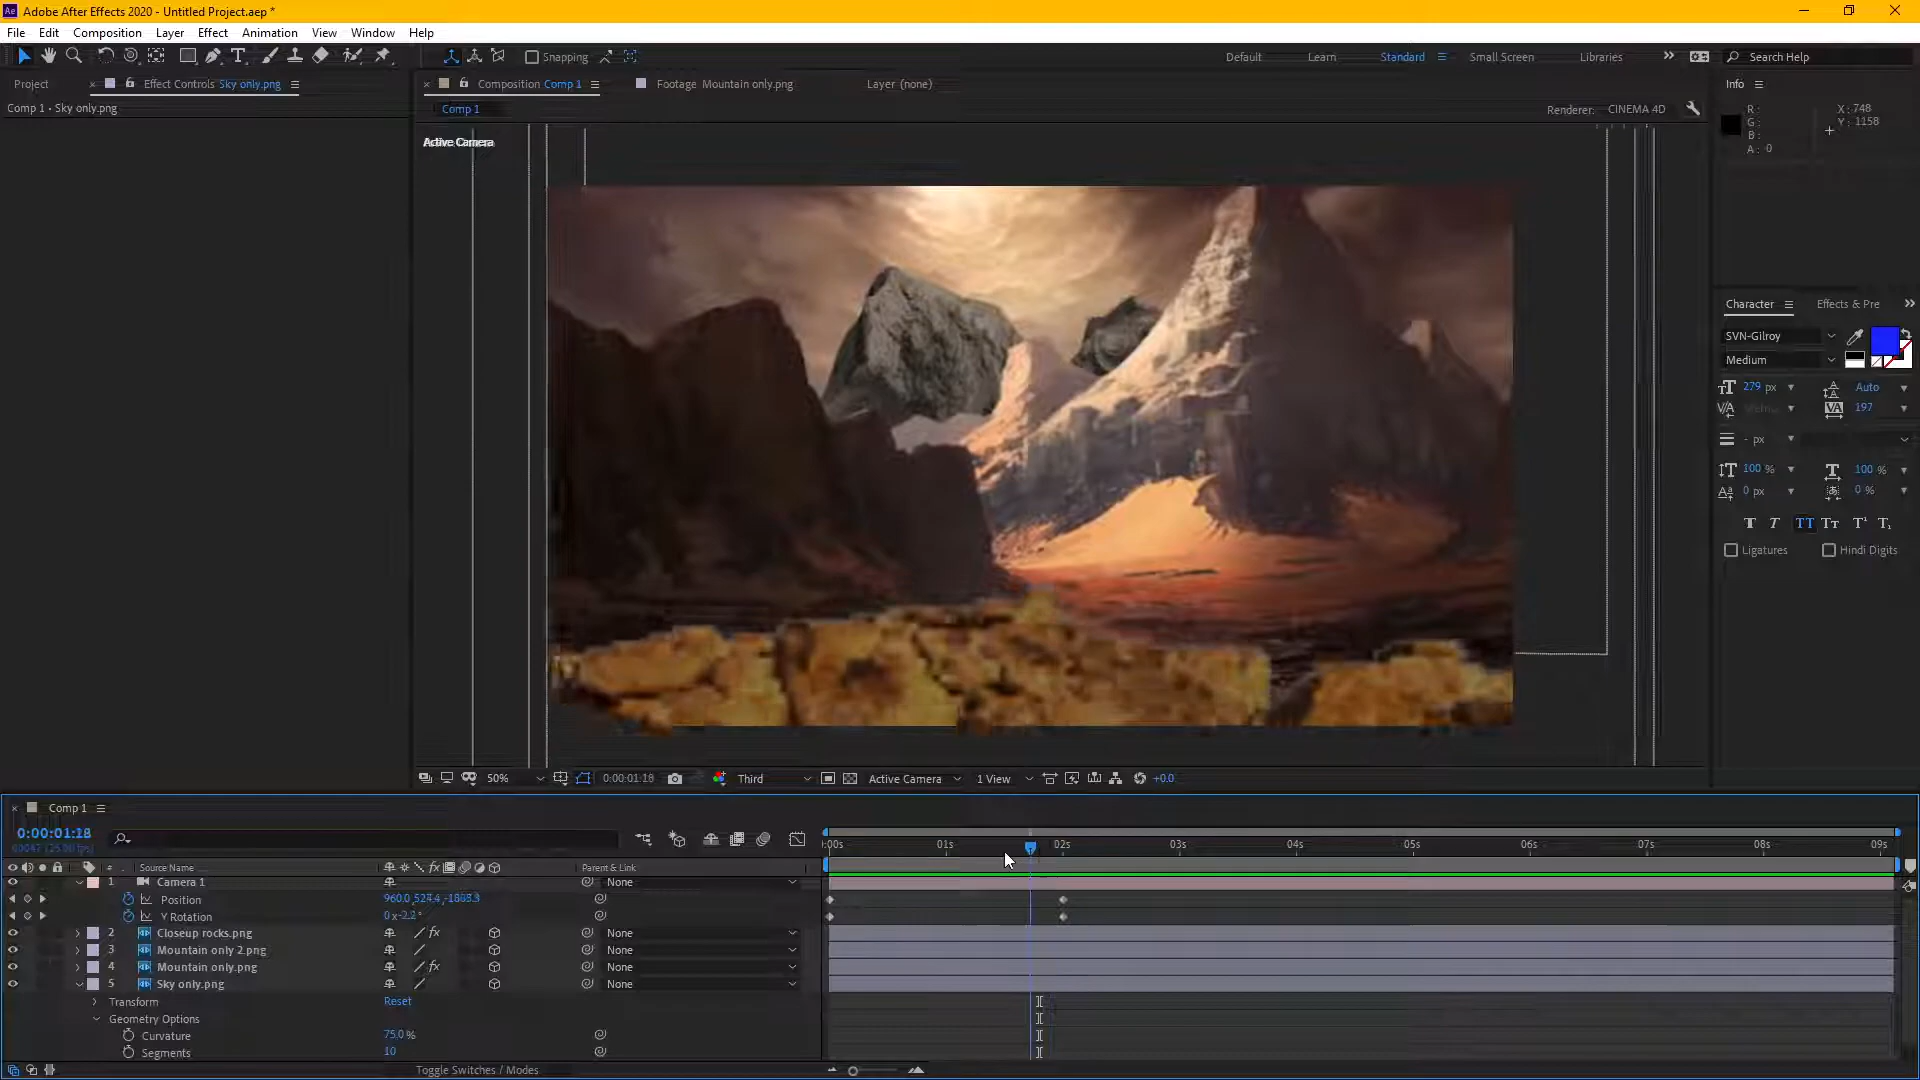 Adobe After Effects 2020 - Untitled Project.aep *
File Edit Composition Layer Effect Animation View Window Help
Snapping
Default Learn Standard Small Screen Libraries
Search Help
Project
Effect Controls Sky only.png
Composition Comp 1
Footage Mountain only.png
Layer (none)
Info
Comp 1 • Sky only.png
Comp 1
Renderer: CINEMA 4D
R :
G :
B :
A : 0
X : 748
Y : 1158
Active Camera
Character Effects & Pre
SVN-Gilroy
Medium
279 px Auto
197
- px
100 % 100 %
0 px 0 %
Ligatures Hindi Digits
50% 0:00:01:18 Third Active Camera 1 View +0.0
Comp 1
0:00:01:18
:00s 01s 02s 03s 04s 05s 06s 07s 08s 09s
# Source Name Parent & Link
1 Camera 1 None
Position
Y Rotation
2 Closeup rocks.png None
3 Mountain only 2.png None
4 Mountain only.png None
5 Sky only.png None
Transform Reset
Geometry Options
Curvature 75.0 %
Segments 10
Toggle Switches / Modes